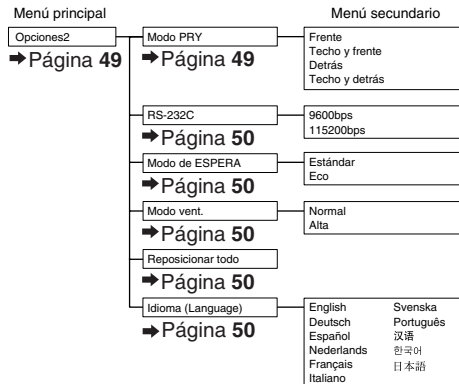 Menú principal
Menú secundario
Opciones2
➡Página 49
Modo PRY
➡Página 49
Frente
Techo y frente
Detrás
Techo y detrás
RS-232C
➡Página 50
9600bps
115200bps
Modo de ESPERA
➡Página 50
Estándar
Eco
Modo vent.
➡Página 50
Normal
Alta
Reposicionar todo
➡Página 50
Idioma (Language)
➡Página 50
English Svenska
Deutsch Português
Español 汉语
Nederlands 한국어
Français 日本語
Italiano